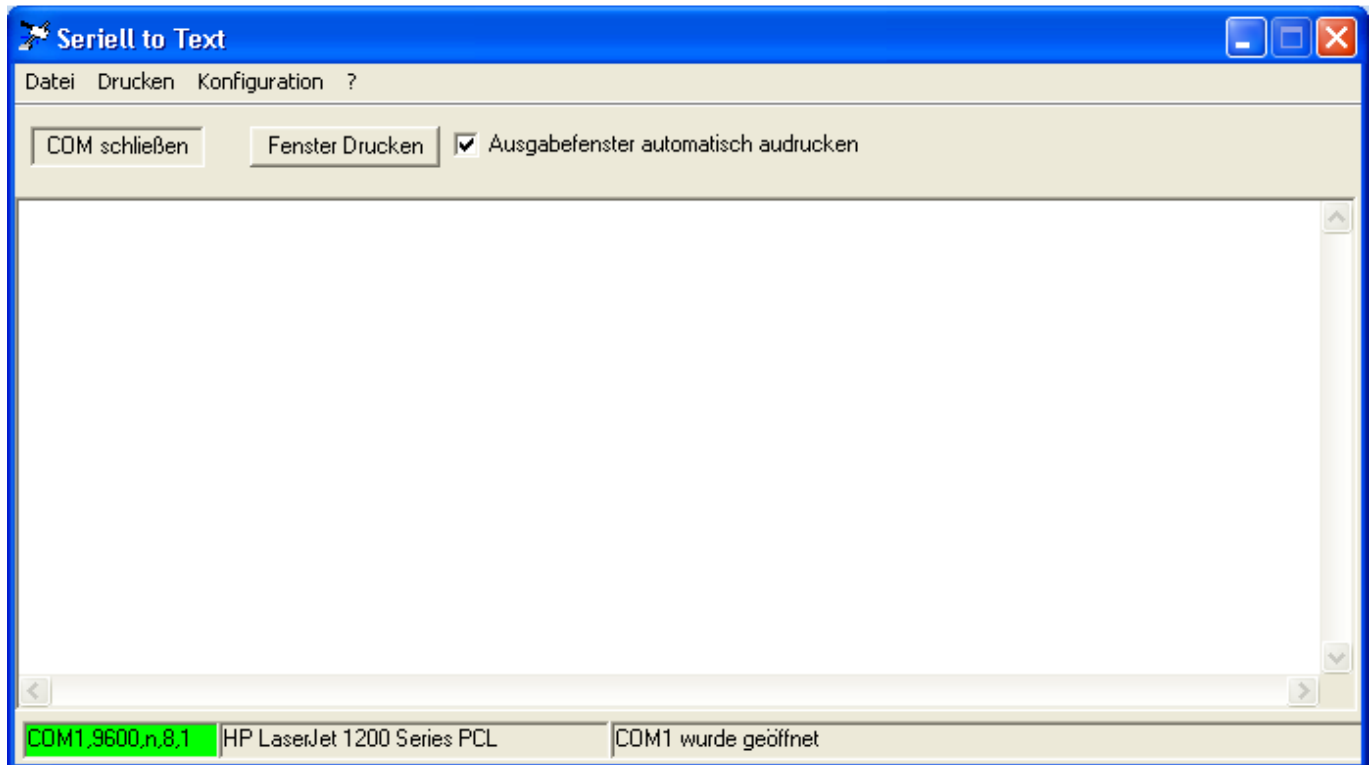 Seriell to Text
Datei Drucken Konfiguration ?
COM schließen Fenster Drucken Ausgabefenster automatisch audrucken
COM1,9600,n,8,1 HP LaserJet 1200 Series PCL COM1 wurde geöffnet